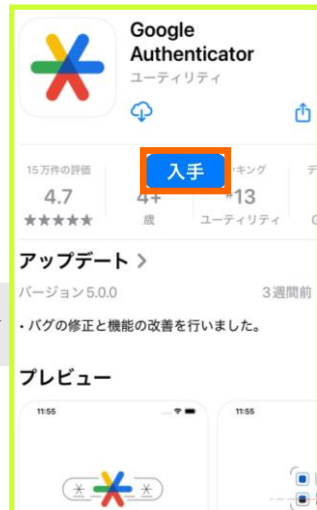 Google
Authenticator
ユーティリティ
15万件の評価
入手
キング
4.7
4+
#13
歳
ユーティリティ
アップデート
バージョン 5.0.0
3週間前
・バグの修正と機能の改善を行いました。
プレビュー
11:55
11:55